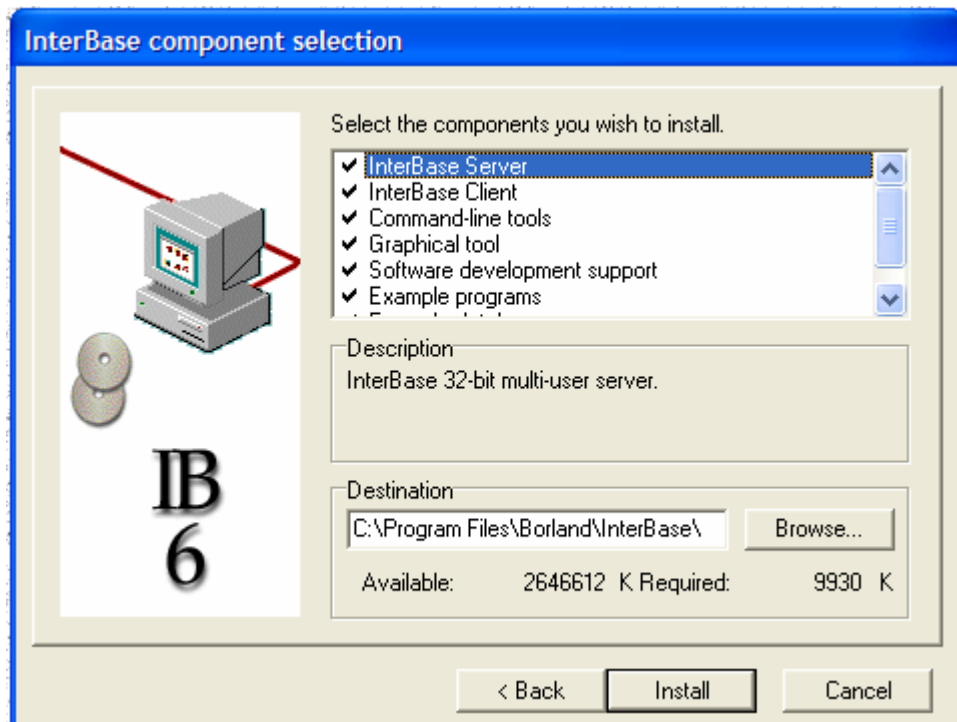 InterBase component selection
Select the components you wish to install.
InterBase Server
InterBase Client
Command-line tools
Graphical tool
Software development support
Example programs
Description
InterBase 32-bit multi-user server.
IB
6
Destination
C:\Program Files\Borland\InterBase\
Browse...
Available: 2646612 K Required: 9930 K
< Back
Install
Cancel